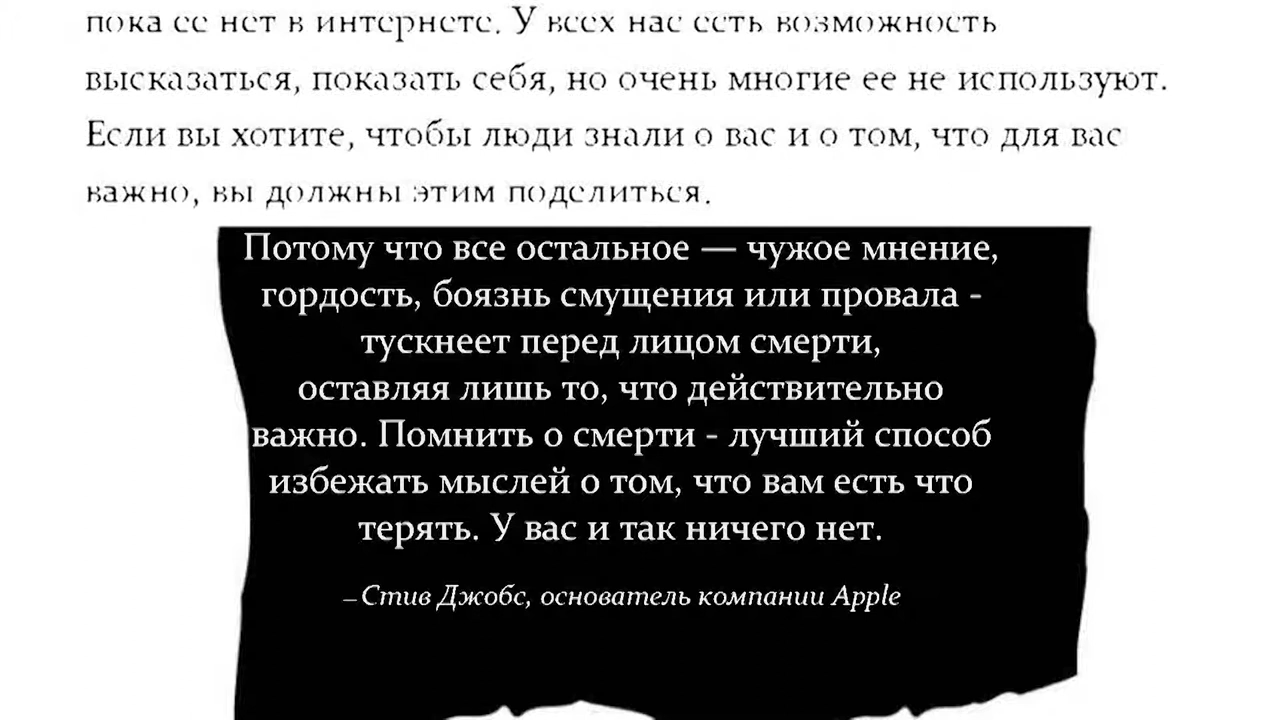 пока ее нет в интернете. У всех нас есть возможность
высказаться, показать себя, но очень многие ее не используют.
Если вы хотите, чтобы люди знали о вас и о том, что для вас
важно, вы должны этим поделиться.
Потому что все остальное — чужое мнение,
гордость, боязнь смущения или провала -
тускнеет перед лицом смерти,
оставляя лишь то, что действительно
важно. Помнить о смерти - лучший способ
избежать мыслей о том, что вам есть что
терять. У вас и так ничего нет.
– Стив Джобс, основатель компании Apple